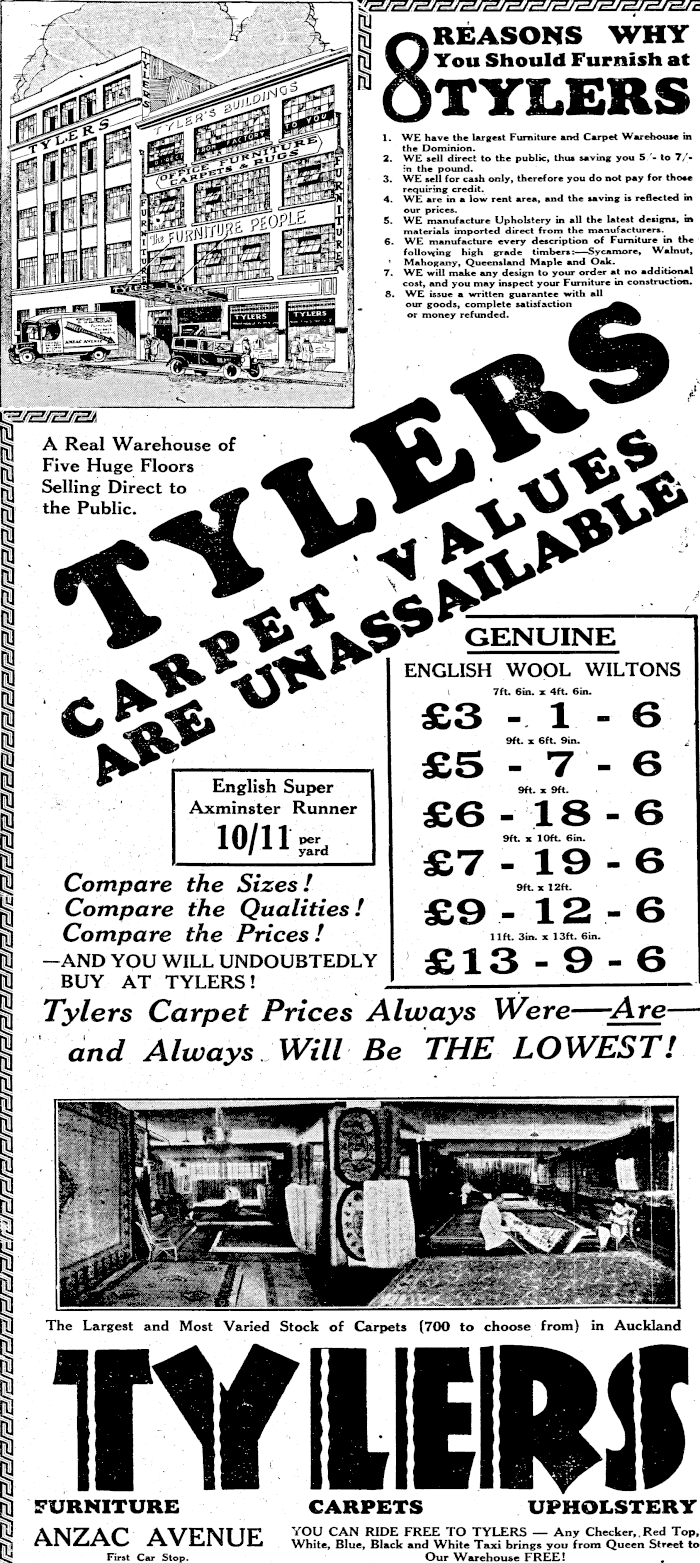 TYLERS
TYLERS
TYLER'S BUILDINGS
OFFICE FURNITURE
CARPETS & RUGS
The FURNITURE PEOPLE
FURNITURE
FURNITURE
TYLERS
TYLERS
ANZAC AVENUE
8 REASONS WHY
You Should Furnish at
TYLERS
1. WE have the largest Furniture and Carpet Warehouse in
the Dominion.
2. WE sell direct to the public, thus saving you 5/- to 7/-
in the pound.
3. WE sell for cash only, therefore you do not pay for those
requiring credit.
4. WE are in a low rent area, and the saving is reflected in
our prices.
5. WE manufacture Upholstery in all the latest designs, in
materials imported direct from the manufacturers.
6. WE manufacture every description of Furniture in the
following high grade timbers:—Sycamore, Walnut,
Mahogany, Queensland Maple and Oak.
7. WE will make any design to your order at no additional
cost, and you may inspect your Furniture in construction.
8. WE issue a written guarantee with all
our goods, complete satisfaction
or money refunded.
A Real Warehouse of
Five Huge Floors
Selling Direct to
the Public.
TYLERS
CARPET VALUES
ARE UNASSAILABLE
GENUINE
ENGLISH WOOL WILTONS
7ft. 6in. x 4ft. 6in.
£3 - 1 - 6
9ft. x 6ft. 9in.
£5 - 7 - 6
9ft. x 9ft.
£6 - 18 - 6
9ft. x 10ft. 6in.
£7 - 19 - 6
9ft. x 12ft.
£9 - 12 - 6
11ft. 3in. x 13ft. 6in.
£13 - 9 - 6
English Super
Axminster Runner
10/11 per yard
Compare the Sizes!
Compare the Qualities!
Compare the Prices!
—AND YOU WILL UNDOUBTEDLY
BUY AT TYLERS!
Tylers Carpet Prices Always Were—Are—
and Always Will Be THE LOWEST!
The Largest and Most Varied Stock of Carpets (700 to choose from) in Auckland
TYLERS
FURNITURE CARPETS UPHOLSTERY
ANZAC AVENUE
First Car Stop.
YOU CAN RIDE FREE TO TYLERS — Any Checker, Red Top,
White, Blue, Black and White Taxi brings you from Queen Street to
Our Warehouse FREE!